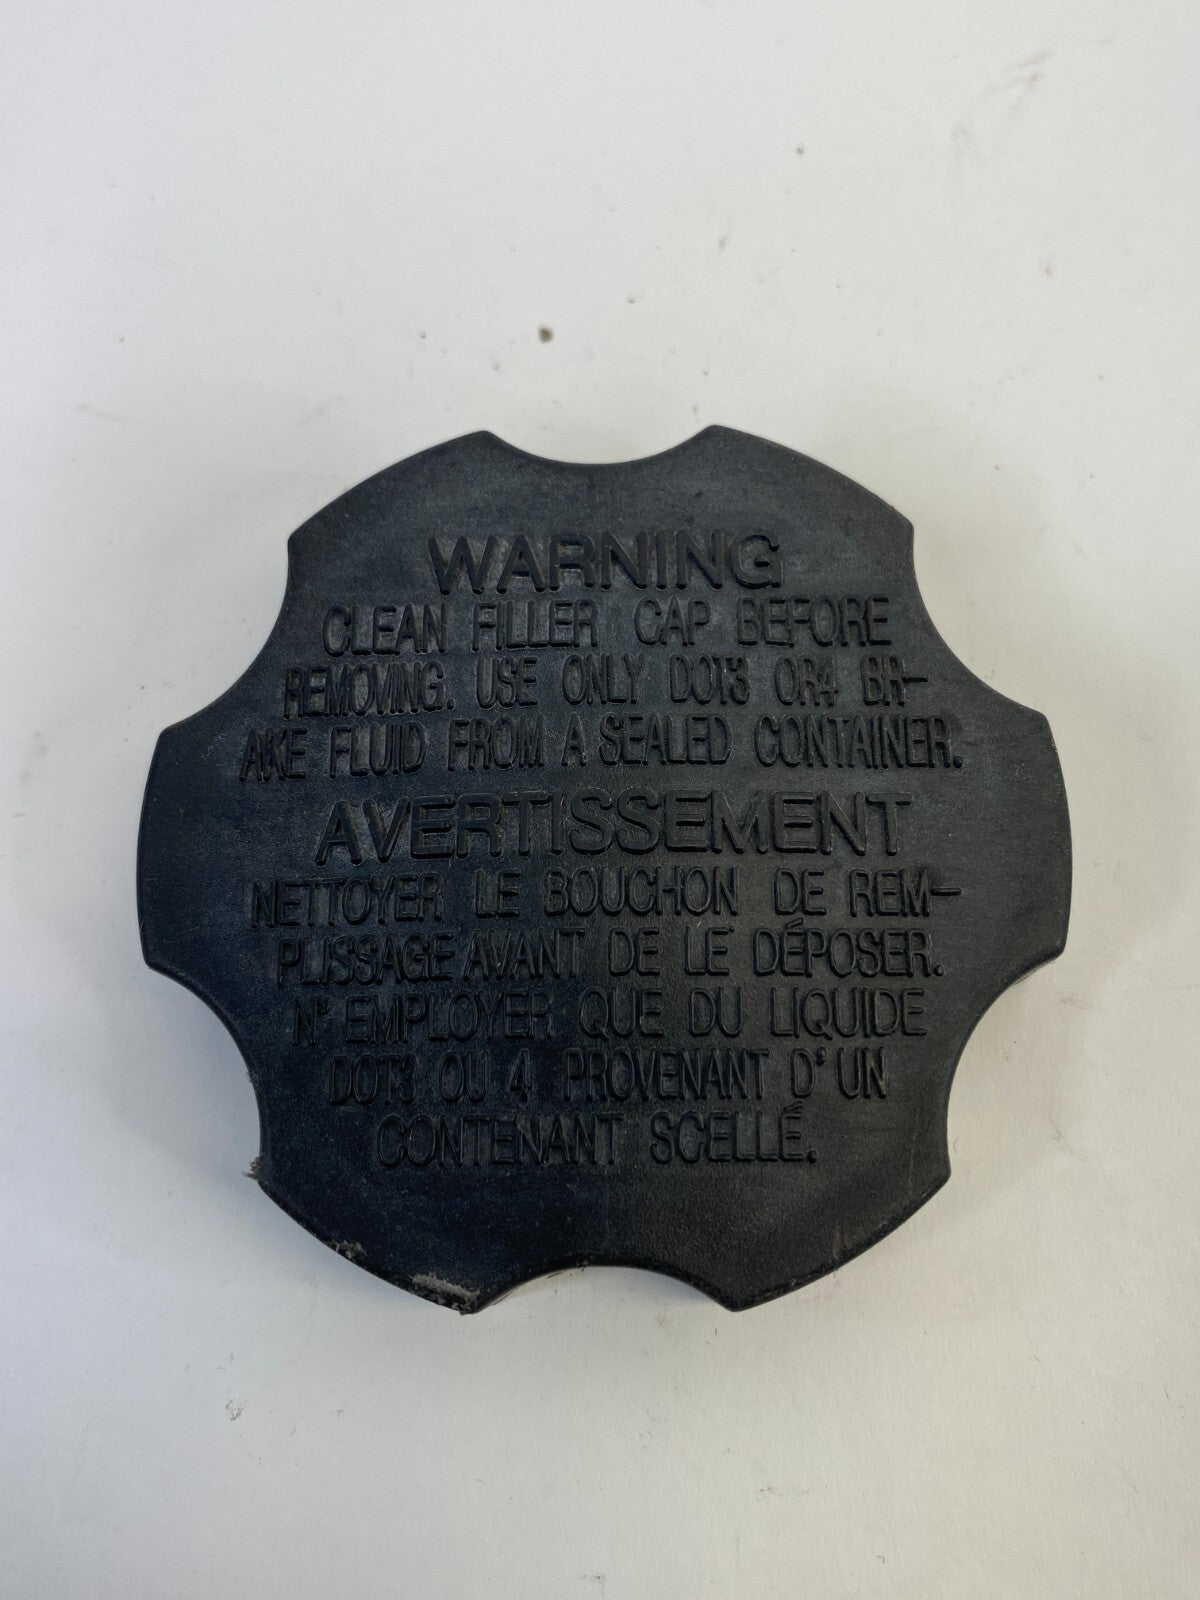 WARNING
CLEAN FILLER CAP BEFORE
REMOVING. USE ONLY DOT3 OR4 BR-
AKE FLUID FROM A SEALED CONTAINER.
AVERTISSEMENT
NETTOYER LE BOUCHON DE REM-
PLISSAGE AVANT DE LE DÉPOSER.
N'EMPLOYER QUE DU LIQUIDE
DOT3 OU 4 PROVENANT D'UN
CONTENANT SCELLÉ.